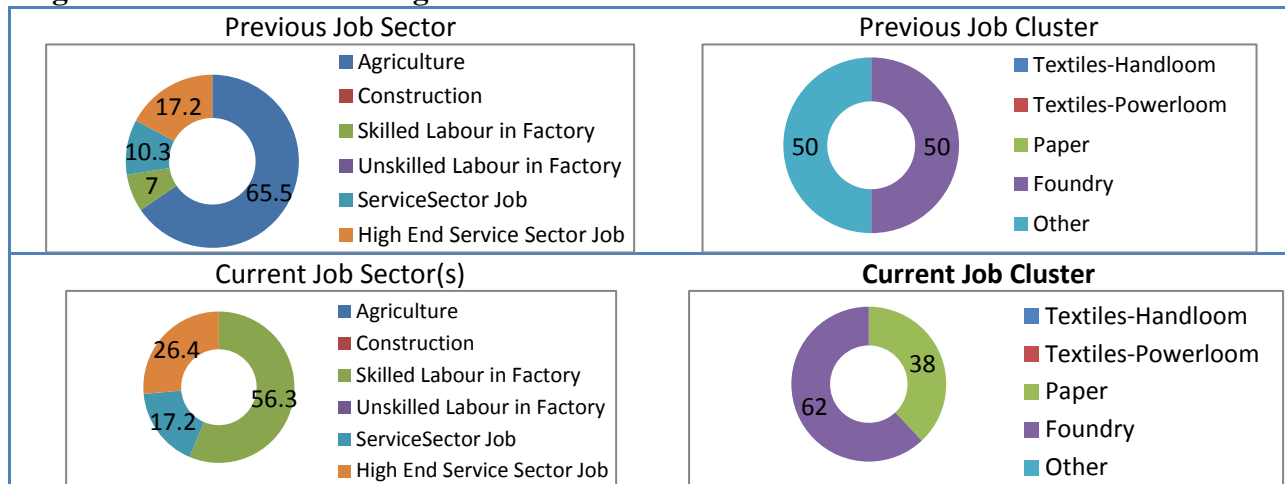 Previous Job Sector
Agriculture
Construction
Skilled Labour in Factory
Unskilled Labour in Factory
ServiceSector Job
High End Service Sector Job
17.2
10.3
7
65.5
Previous Job Cluster
Textiles-Handloom
Textiles-Powerloom
Paper
Foundry
Other
50
50
Current Job Sector(s)
Agriculture
Construction
Skilled Labour in Factory
Unskilled Labour in Factory
ServiceSector Job
High End Service Sector Job
26.4
56.3
17.2
Current Job Cluster
Textiles-Handloom
Textiles-Powerloom
Paper
Foundry
Other
38
62